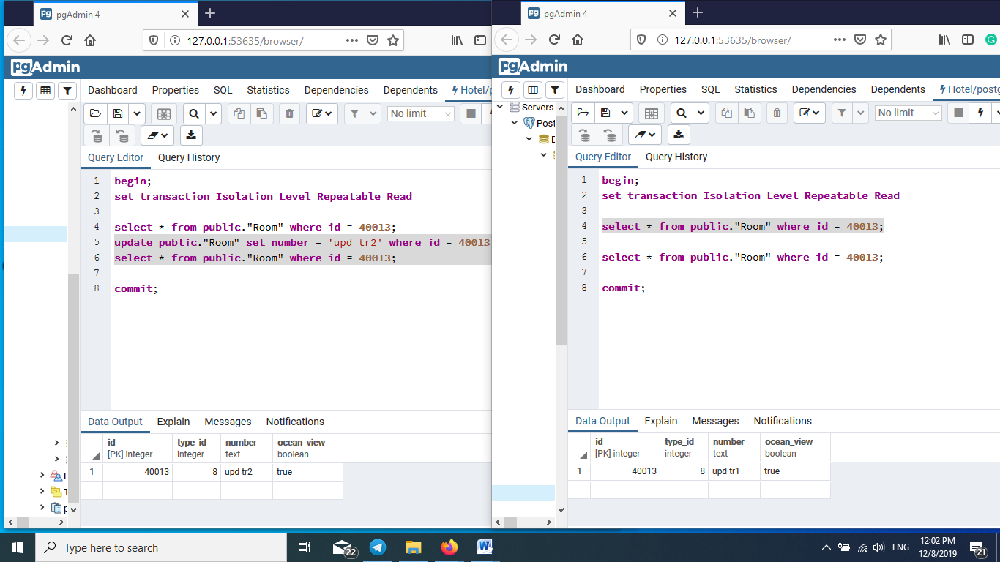 pgAdmin 4
127.0.0.1:53635/browser/
pgAdmin
Dashboard Properties SQL Statistics Dependencies Dependents Hotel/p
No limit
Query Editor Query History
1 begin;
2 set transaction Isolation Level Repeatable Read
3
4 select * from public."Room" where id = 40013;
5 update public."Room" set number = 'upd tr2' where id = 40013
6 select * from public."Room" where id = 40013;
7
8 commit;
Data Output Explain Messages Notifications
id type_id number ocean_view
[PK] integer integer text boolean
1 40013 8 upd tr2 true
L
T
p
pgAdmin 4
127.0.0.1:53635/browser/
pgAdmin
Dashboard Properties SQL Statistics Dependencies Dependents Hotel/postg
Servers
Post
D
No limit
Query Editor Query History
1 begin;
2 set transaction Isolation Level Repeatable Read
3
4 select * from public."Room" where id = 40013;
5
6 select * from public."Room" where id = 40013;
7
8 commit;
Data Output Explain Messages Notifications
id type_id number ocean_view
[PK] integer integer text boolean
1 40013 8 upd tr1 true
Type here to search
22
ENG
12:02 PM
12/8/2019
21